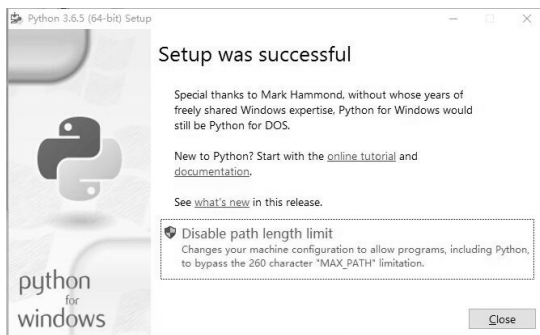 Python 3.6.5 (64-bit) Setup
Setup was successful
Special thanks to Mark Hammond, without whose years of
freely shared Windows expertise, Python for Windows would
still be Python for DOS.
New to Python? Start with the online tutorial and
documentation.
See what's new in this release.
Disable path length limit
Changes your machine configuration to allow programs, including Python,
to bypass the 260 character "MAX_PATH" limitation.
python
for
windows
Close